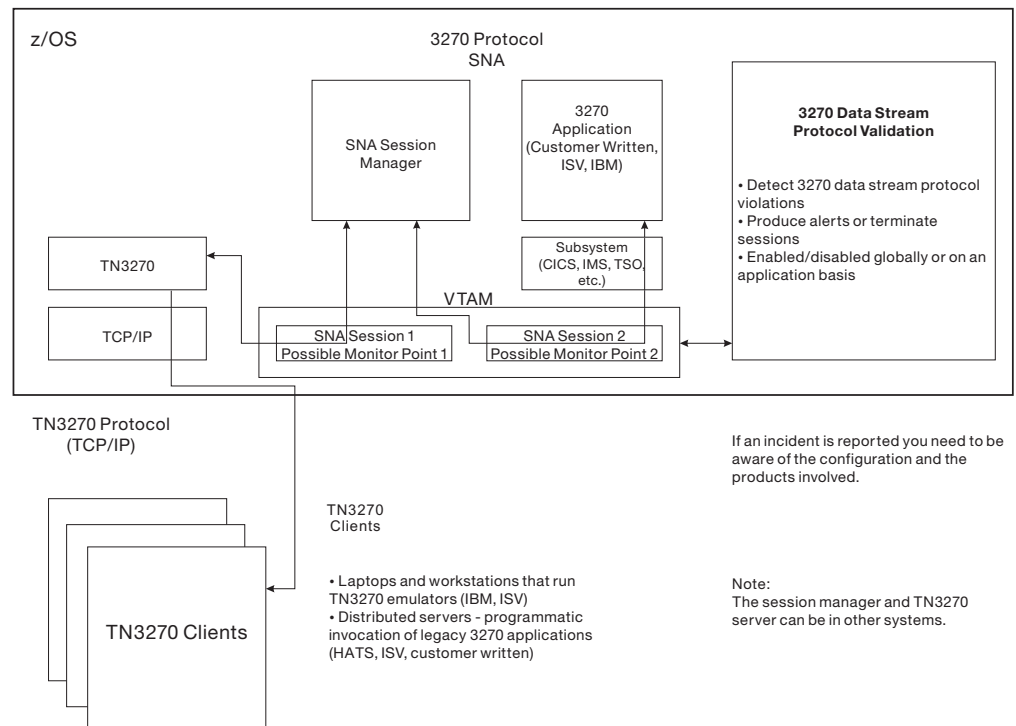 z/OS
3270 Protocol
SNA
SNA Session
Manager
3270
Application
(Customer Written,
ISV, IBM)
3270 Data Stream
Protocol Validation
• Detect 3270 data stream protocol
violations
• Produce alerts or terminate
sessions
• Enabled/disabled globally or on an
application basis
TN3270
Subsystem
(CICS, IMS, TSO,
etc.)
VTAM
TCP/IP
SNA Session 1
Possible Monitor Point 1
SNA Session 2
Possible Monitor Point 2
TN3270 Protocol
(TCP/IP)
If an incident is reported you need to be
aware of the configuration and the
products involved.
TN3270
Clients
• Laptops and workstations that run
TN3270 emulators (IBM, ISV)
• Distributed servers - programmatic
invocation of legacy 3270 applications
(HATS, ISV, customer written)
Note:
The session manager and TN3270
server can be in other systems.
TN3270 Clients